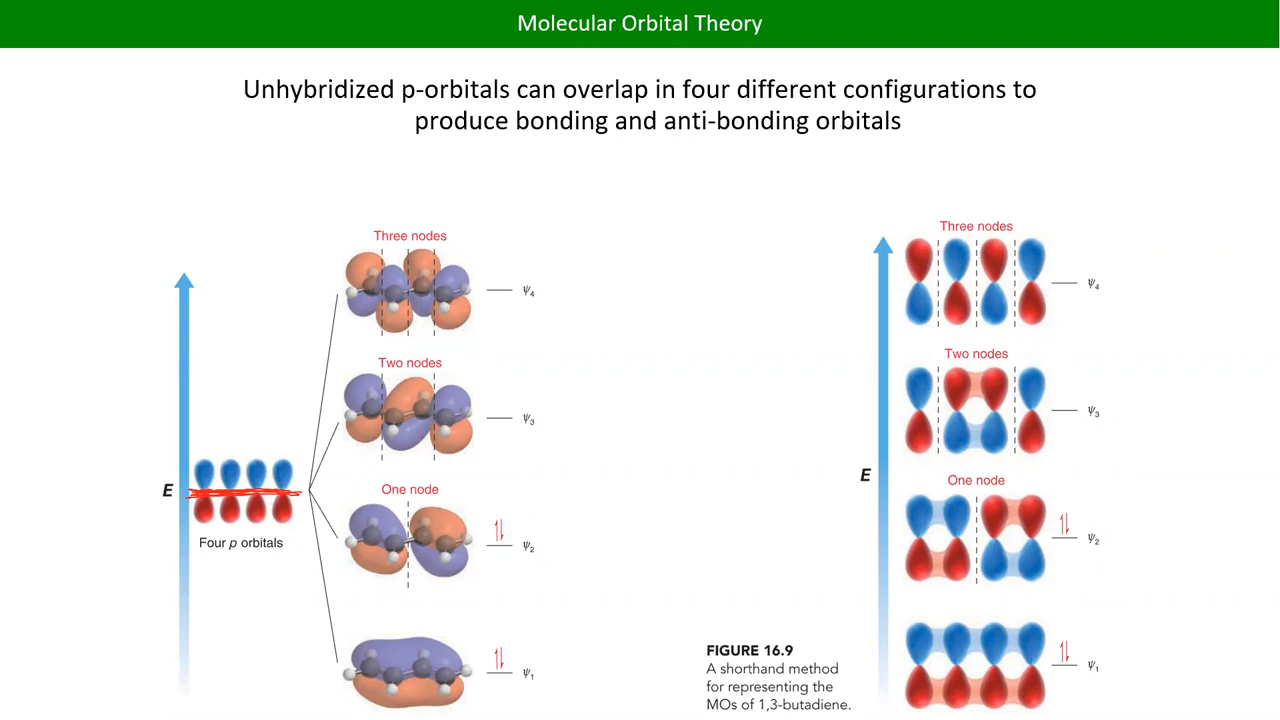 Molecular Orbital Theory
Unhybridized p-orbitals can overlap in four different configurations to
produce bonding and anti-bonding orbitals
E
Four p orbitals
Three nodes
ψ4
Two nodes
ψ3
One node
ψ2
ψ1
FIGURE 16.9
A shorthand method
for representing the
MOs of 1,3-butadiene.
E
Three nodes
ψ4
Two nodes
ψ3
One node
ψ2
ψ1